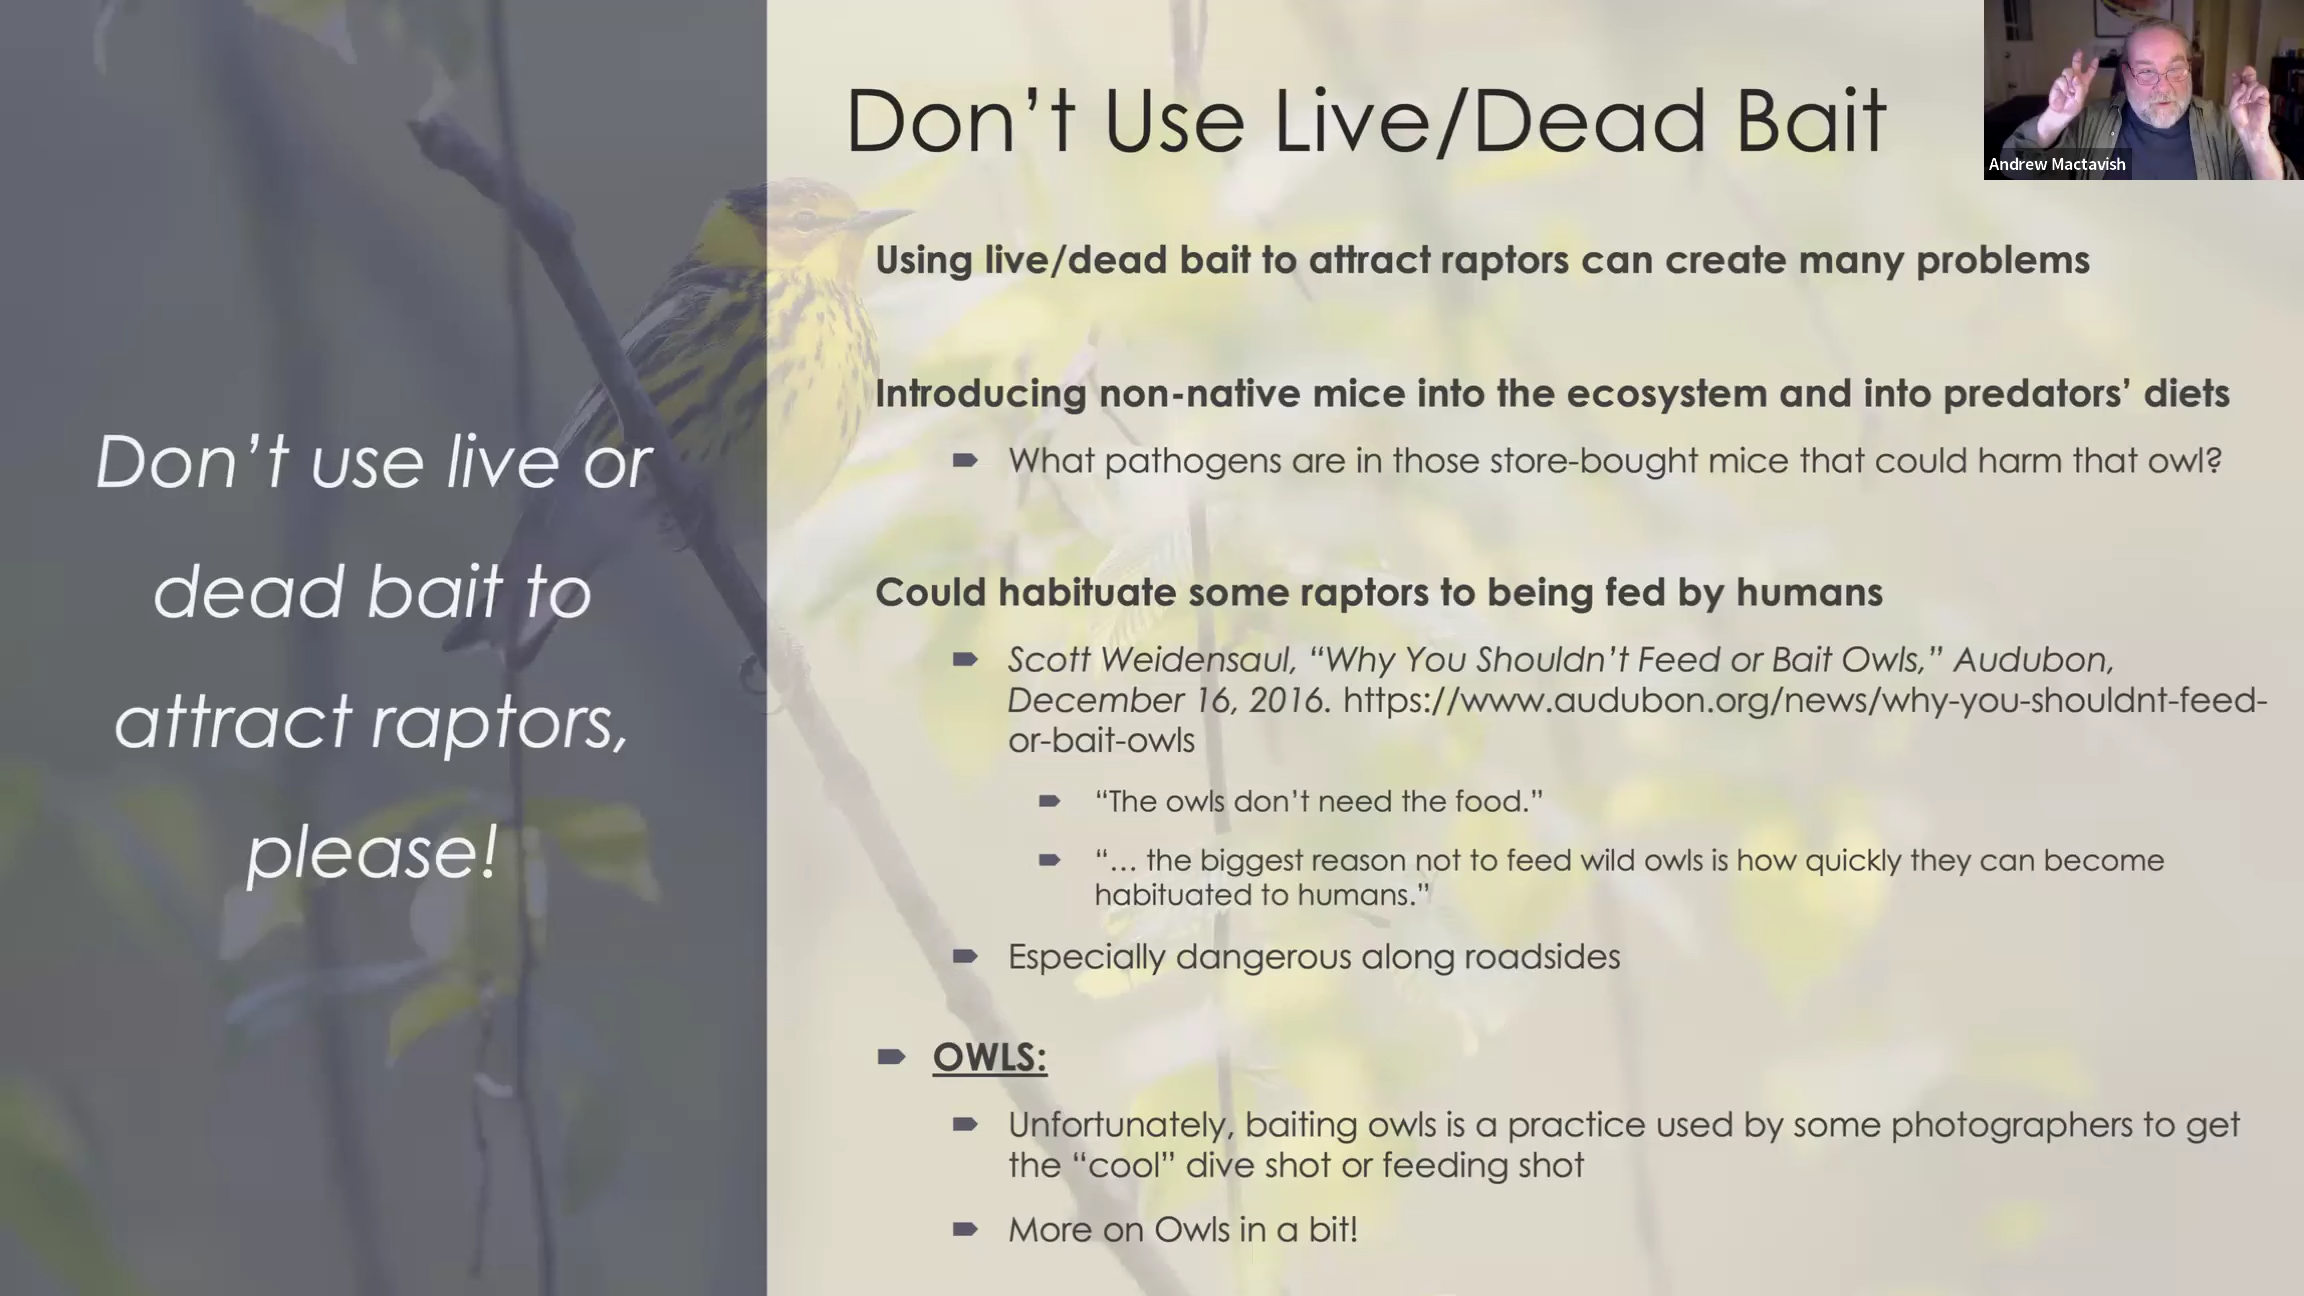 Don’t Use Live/Dead Bait
Andrew Mactavish
Don’t use live or
dead bait to
attract raptors,
please!
Using live/dead bait to attract raptors can create many problems
Introducing non-native mice into the ecosystem and into predators’ diets
What pathogens are in those store-bought mice that could harm that owl?
Could habituate some raptors to being fed by humans
Scott Weidensaul, “Why You Shouldn’t Feed or Bait Owls,” Audubon,
December 16, 2016. https://www.audubon.org/news/why-you-shouldnt-feed-
or-bait-owls
“The owls don’t need the food.”
“… the biggest reason not to feed wild owls is how quickly they can become
habituated to humans.”
Especially dangerous along roadsides
OWLS:
Unfortunately, baiting owls is a practice used by some photographers to get
the “cool” dive shot or feeding shot
More on Owls in a bit!